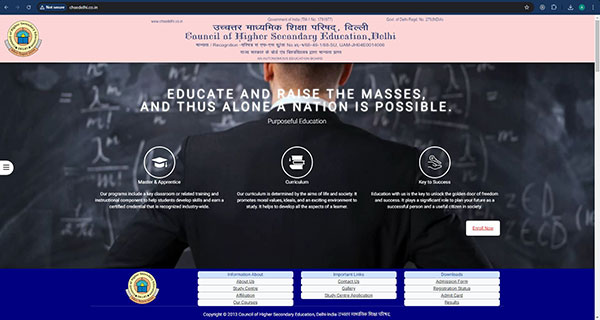 Not secure chsedelhi.co.in
www.chsedelhi.co.in
Government of India (TM-1 No.
Govt. of Delhi Regd. No.
उच्चत्तर माध्यमिक शिक्षा परिषद्, दिल्ली
Council of Higher Secondary Education, Delhi
AN AUTONOMOUS EDUCATION BOARD
EDUCATE AND RAISE THE MASSES,
AND THUS ALONE A NATION IS POSSIBLE.
Purposeful Education
Master & Apprentice
Our programs include a key classroom or related training and
instructional component to help students develop skills and earn a
certified credential that is recognized industry-wide.
Curriculum
Our curriculum is determined by the aims of life and society. It
promotes moral values, ideals, and an exciting environment to
study. It helps to develop all the aspects of a learner.
Key to Success
Education with us is the key to unlock the golden door of freedom
and success. It plays a significant role to plan your future as a
successful person and a useful citizen in society.
Enroll Now
Information About
About Us
Study Centre
Affiliation
Our Courses
Important Links
Contact Us
Gallery
Study Centre Application
Downloads
Admission Form
Registration Status
Admit Card
Results
Copyright © 2013 Council of Higher Secondary Education, Delhi India उच्चतर माध्यमिक शिक्षा परिषद्